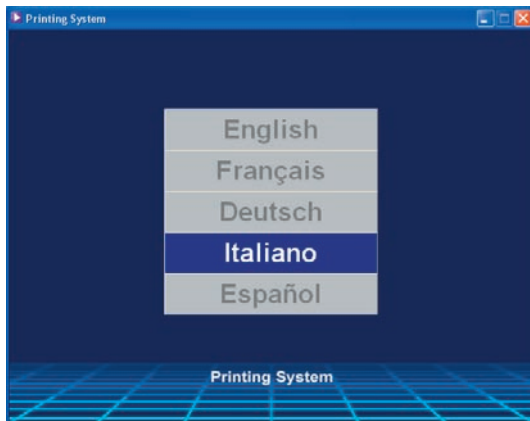 Printing System
English
Français
Deutsch
Italiano
Español
Printing System